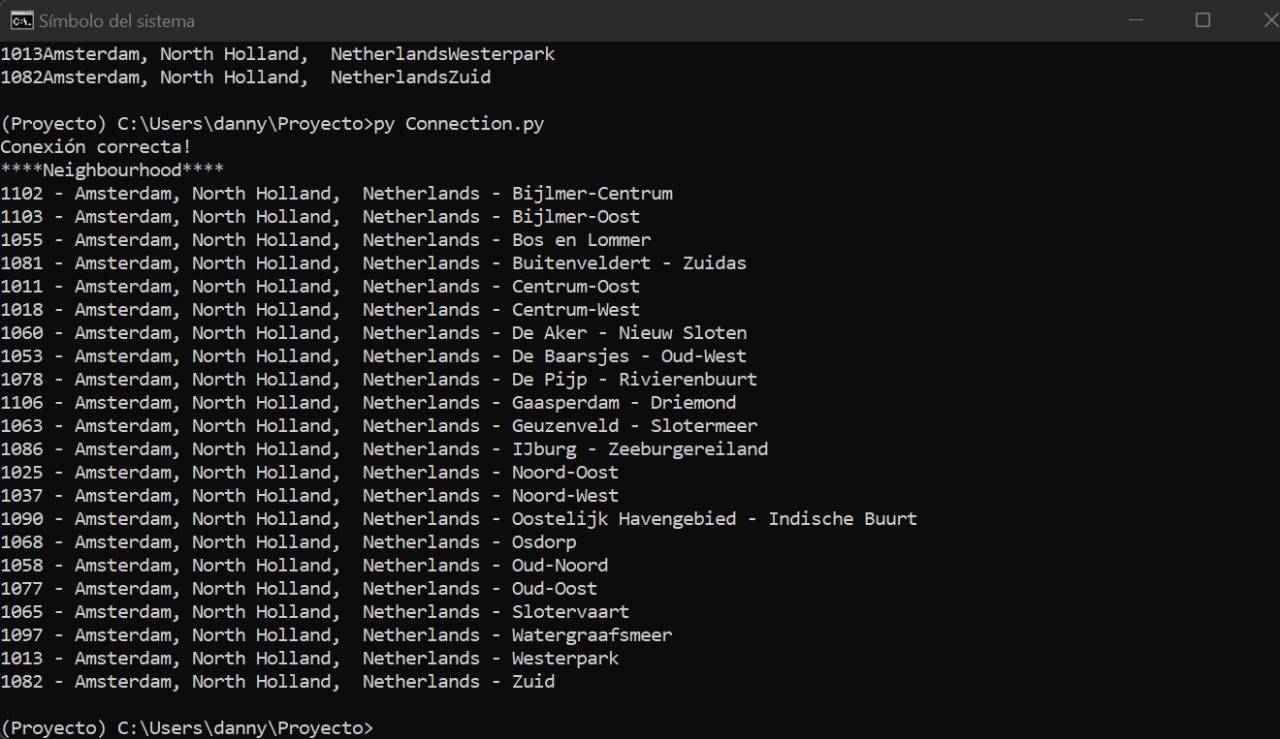 Símbolo del sistema
1013Amsterdam, North Holland,  NetherlandsWesterpark
1082Amsterdam, North Holland,  NetherlandsZuid
(Proyecto) C:\Users\danny\Proyecto>py Connection.py
Conexión correcta!
****Neighbourhood****
1102 - Amsterdam, North Holland,  Netherlands - Bijlmer-Centrum
1103 - Amsterdam, North Holland,  Netherlands - Bijlmer-Oost
1055 - Amsterdam, North Holland,  Netherlands - Bos en Lommer
1081 - Amsterdam, North Holland,  Netherlands - Buitenveldert - Zuidas
1011 - Amsterdam, North Holland,  Netherlands - Centrum-Oost
1018 - Amsterdam, North Holland,  Netherlands - Centrum-West
1060 - Amsterdam, North Holland,  Netherlands - De Aker - Nieuw Sloten
1053 - Amsterdam, North Holland,  Netherlands - De Baarsjes - Oud-West
1078 - Amsterdam, North Holland,  Netherlands - De Pijp - Rivierenbuurt
1106 - Amsterdam, North Holland,  Netherlands - Gaasperdam - Driemond
1063 - Amsterdam, North Holland,  Netherlands - Geuzenveld - Slotermeer
1086 - Amsterdam, North Holland,  Netherlands - IJburg - Zeeburgereiland
1025 - Amsterdam, North Holland,  Netherlands - Noord-Oost
1037 - Amsterdam, North Holland,  Netherlands - Noord-West
1090 - Amsterdam, North Holland,  Netherlands - Oostelijk Havengebied - Indische Buurt
1068 - Amsterdam, North Holland,  Netherlands - Osdorp
1058 - Amsterdam, North Holland,  Netherlands - Oud-Noord
1077 - Amsterdam, North Holland,  Netherlands - Oud-Oost
1065 - Amsterdam, North Holland,  Netherlands - Slotervaart
1097 - Amsterdam, North Holland,  Netherlands - Watergraafsmeer
1013 - Amsterdam, North Holland,  Netherlands - Westerpark
1082 - Amsterdam, North Holland,  Netherlands - Zuid
(Proyecto) C:\Users\danny\Proyecto>